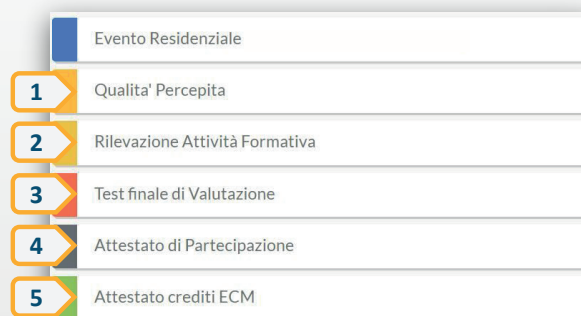 Evento Residenziale
1 Qualita' Percepita
2 Rilevazione Attività Formativa
3 Test finale di Valutazione
4 Attestato di Partecipazione
5 Attestato crediti ECM